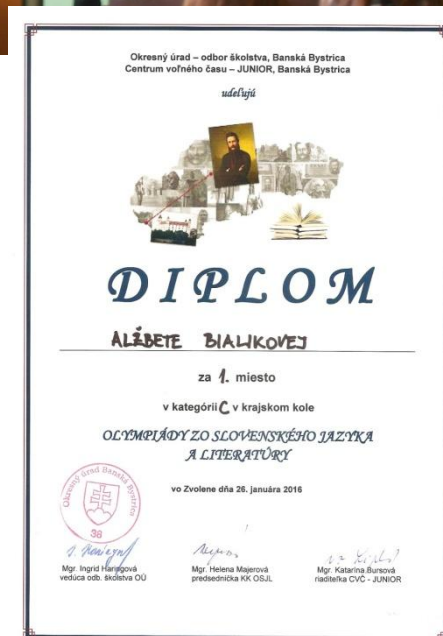 Okresný úrad – odbor školstva, Banská Bystrica
Centrum voľného času – JUNIOR, Banská Bystrica
udeľujú
DIPLOM
ALŽBETE BIALIKOVEJ
za 1. miesto
v kategórii C v krajskom kole
OLYMPIÁDY ZO SLOVENSKÉHO JAZYKA
A LITERATÚRY
vo Zvolene dňa 26. januára 2016
Okresný úrad Banská Bystrica
36
Mgr. Ingrid Haringová
vedúca odb. školstva OÚ
Mgr. Helena Majerová
predsedníčka KK OSJL
Mgr. Katarína Bursová
riaditeľka CVČ - JUNIOR